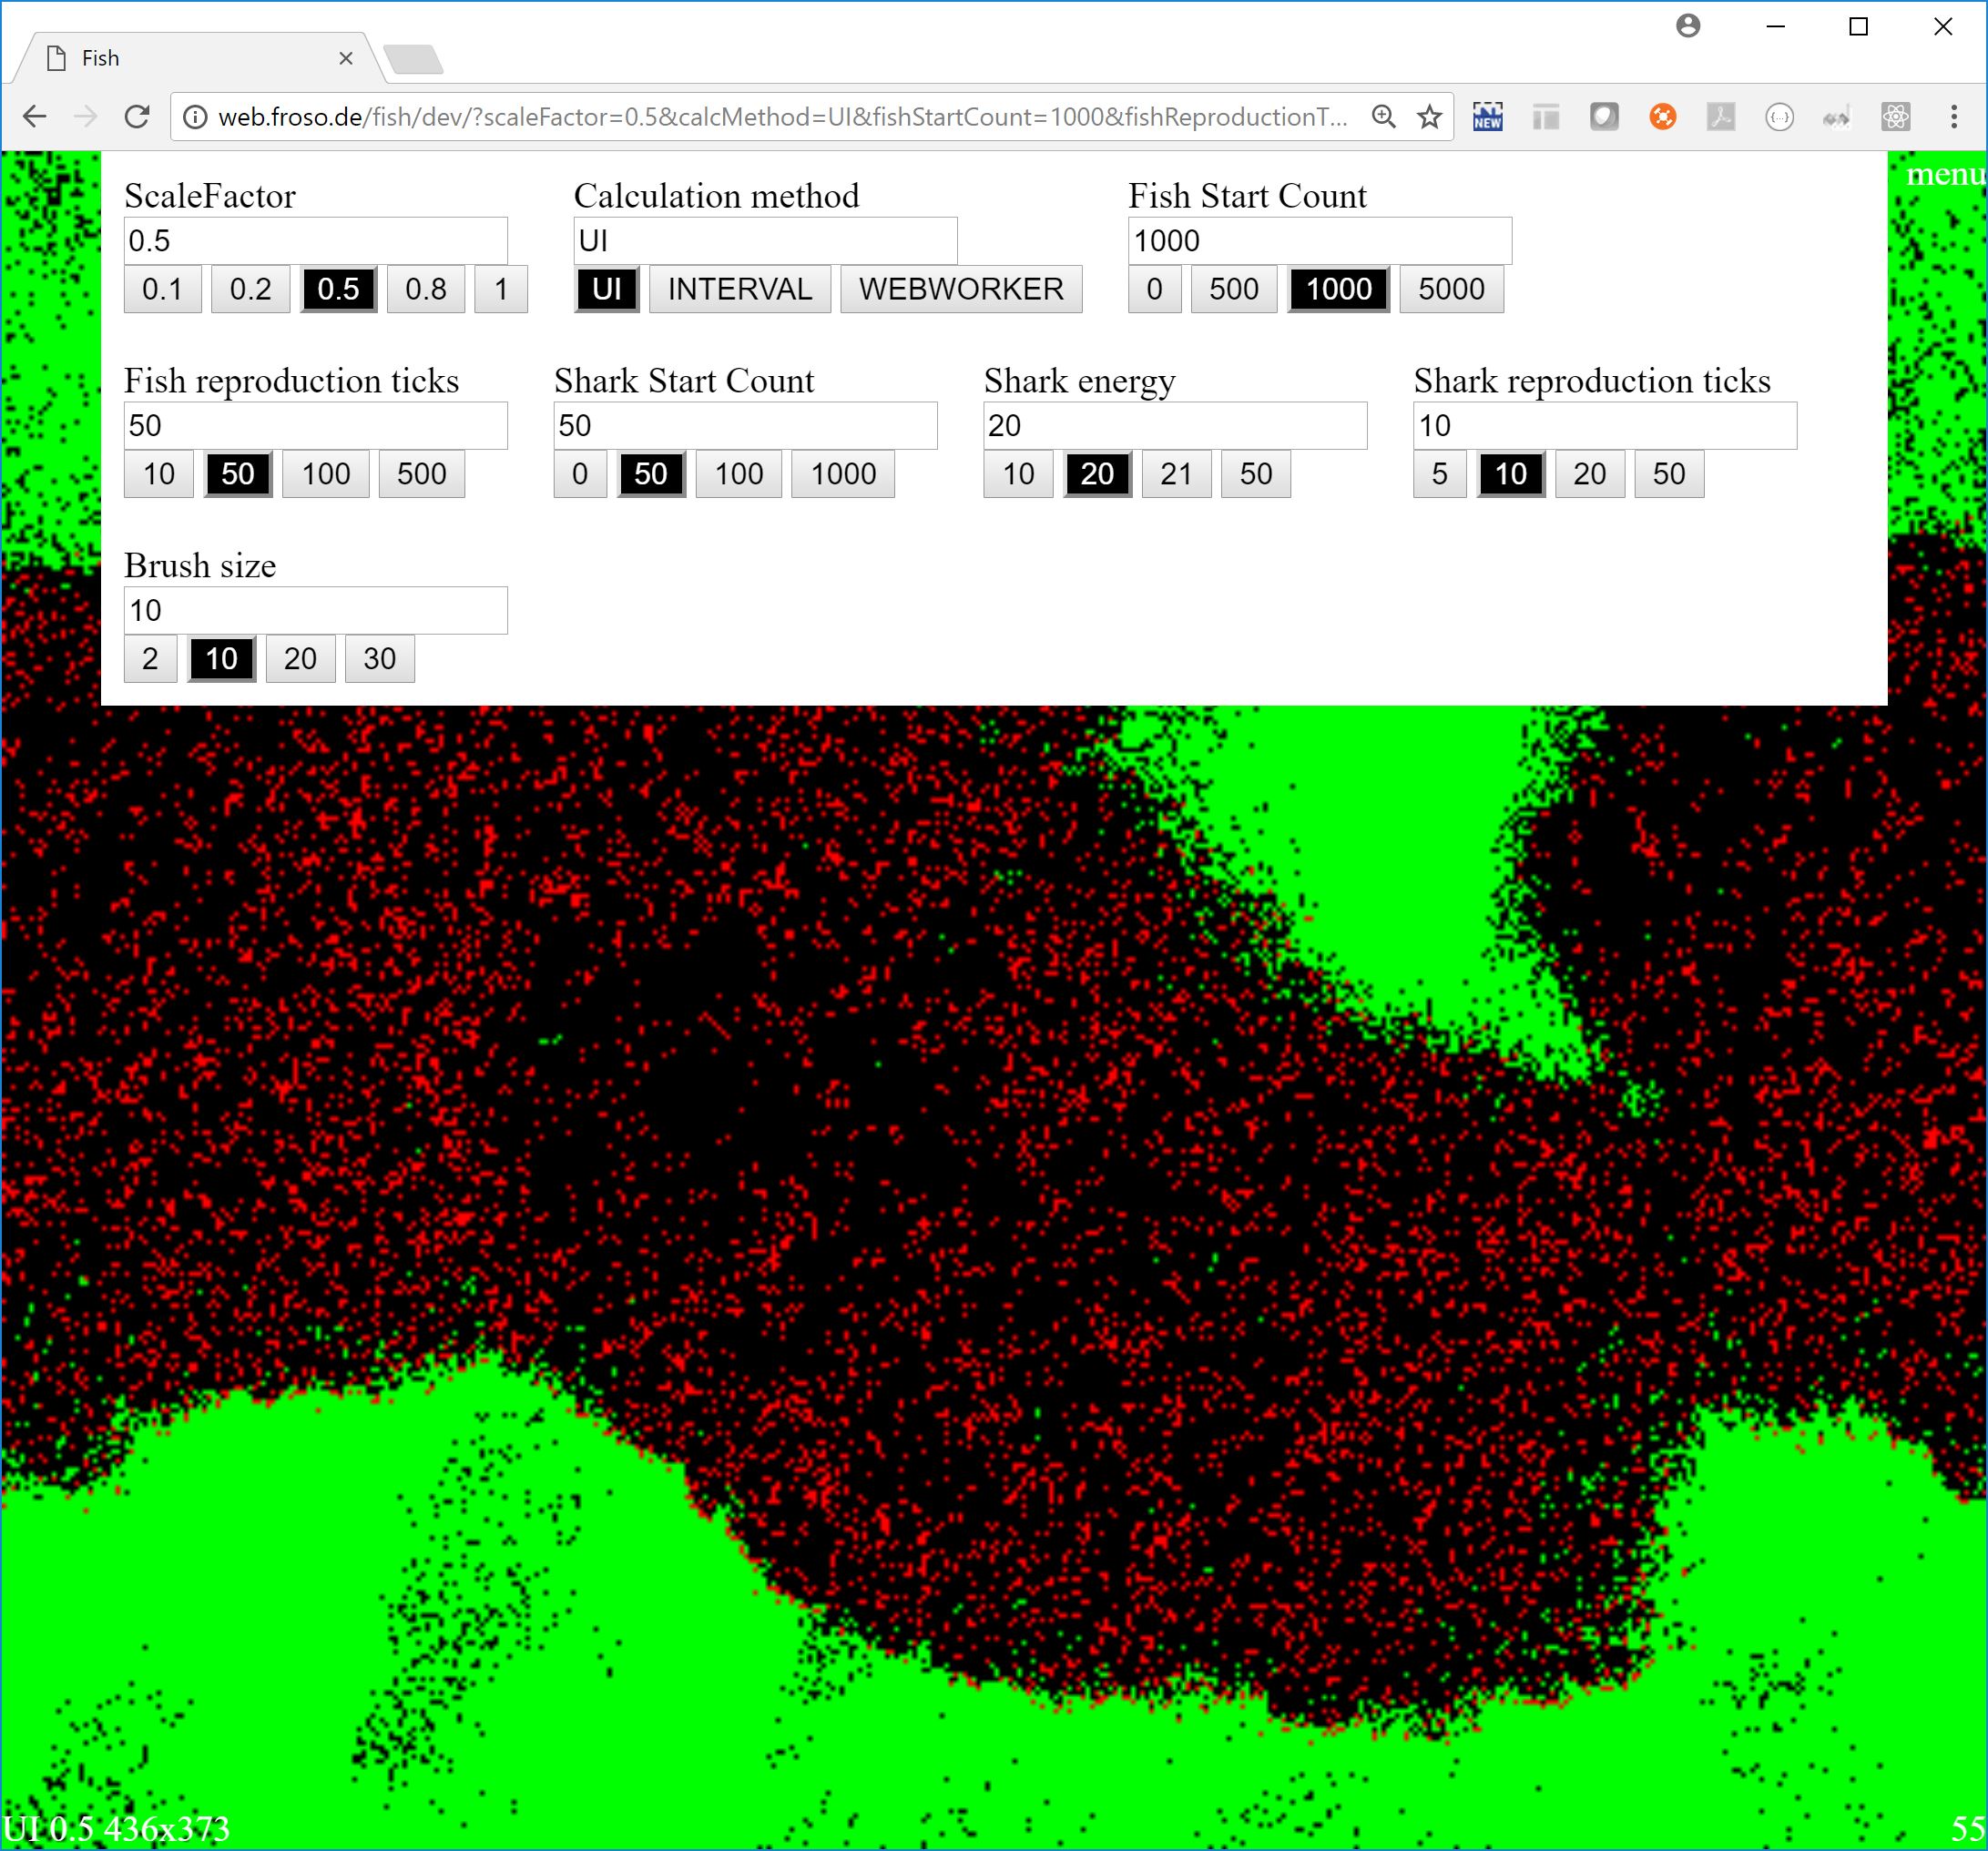 Fish
web.froso.de/fish/dev/?scaleFactor=0.5&calcMethod=UI&fishStartCount=1000&fishReproductionT...
NEW
{...}
menu
ScaleFactor
0.5
0.1 0.2 0.5 0.8 1
Calculation method
UI
UI INTERVAL WEBWORKER
Fish Start Count
1000
0 500 1000 5000
Fish reproduction ticks
50
10 50 100 500
Shark Start Count
50
0 50 100 1000
Shark energy
20
10 20 21 50
Shark reproduction ticks
10
5 10 20 50
Brush size
10
2 10 20 30
UI 0.5 436x373
55